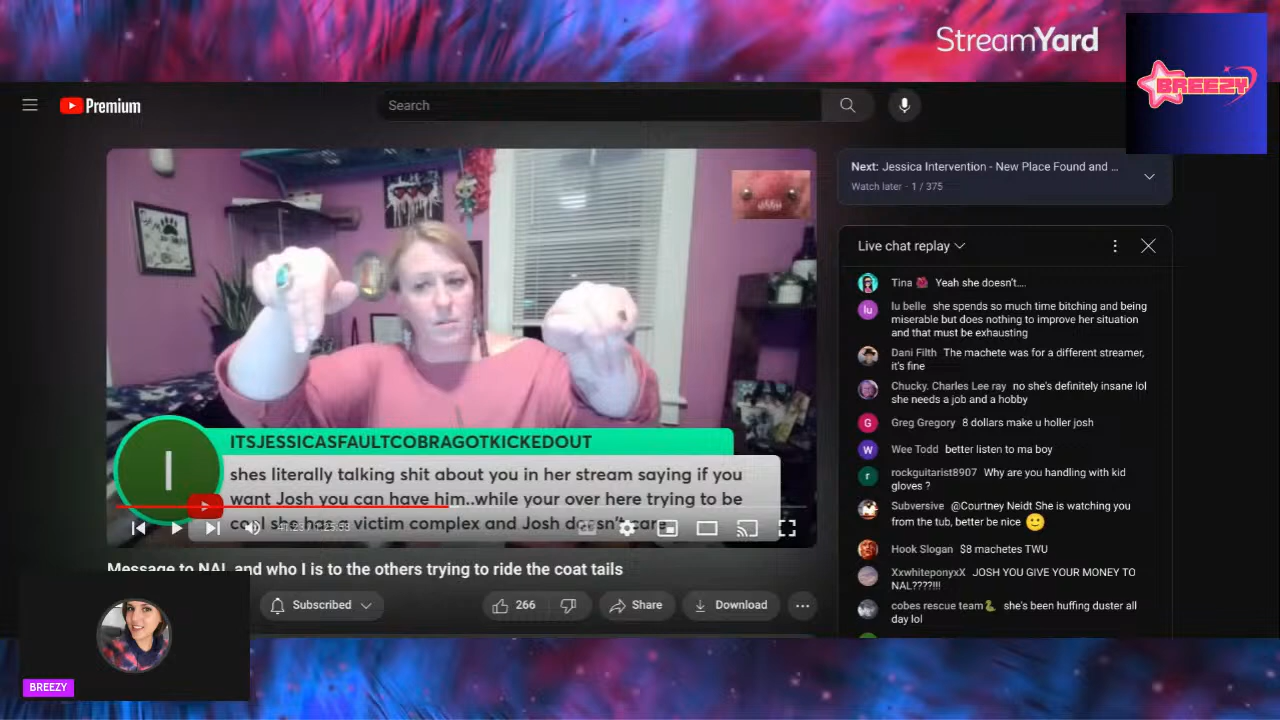 StreamYard
BREEZY
Premium
Search
Next: Jessica Intervention - New Place Found and ...
Watch later · 1 / 375
Live chat replay
Tina 🌺 Yeah she doesn't....
lu
lu belle she spends so much time bitching and being
miserable but does nothing to improve her situation
and that must be exhausting
Dani Filth The machete was for a different streamer,
it's fine
Chucky. Charles Lee ray no she's definitely insane lol
she needs a job and a hobby
G
Greg Gregory 8 dollars make u holler josh
W
Wee Todd better listen to ma boy
r
rockguitarist8907 Why are you handling with kid
gloves ?
Subversive @Courtney Neidt She is watching you
from the tub, better be nice 🙂
Hook Slogan $8 machetes TWU
XxwhiteponyxX JOSH YOU GIVE YOUR MONEY TO
NAL????!!!
cobes rescue team🐍 she's been huffing duster all
day lol
I
ITSJESSICASFAULTCOBRAGOTKICKEDOUT
shes literally talking shit about you in her stream saying if you
want Josh you can have him..while your over here trying to be
victim complex and Josh
Message to NAL and who I is to the others trying to ride the coat tails
Subscribed
266
Share
Download
BREEZY